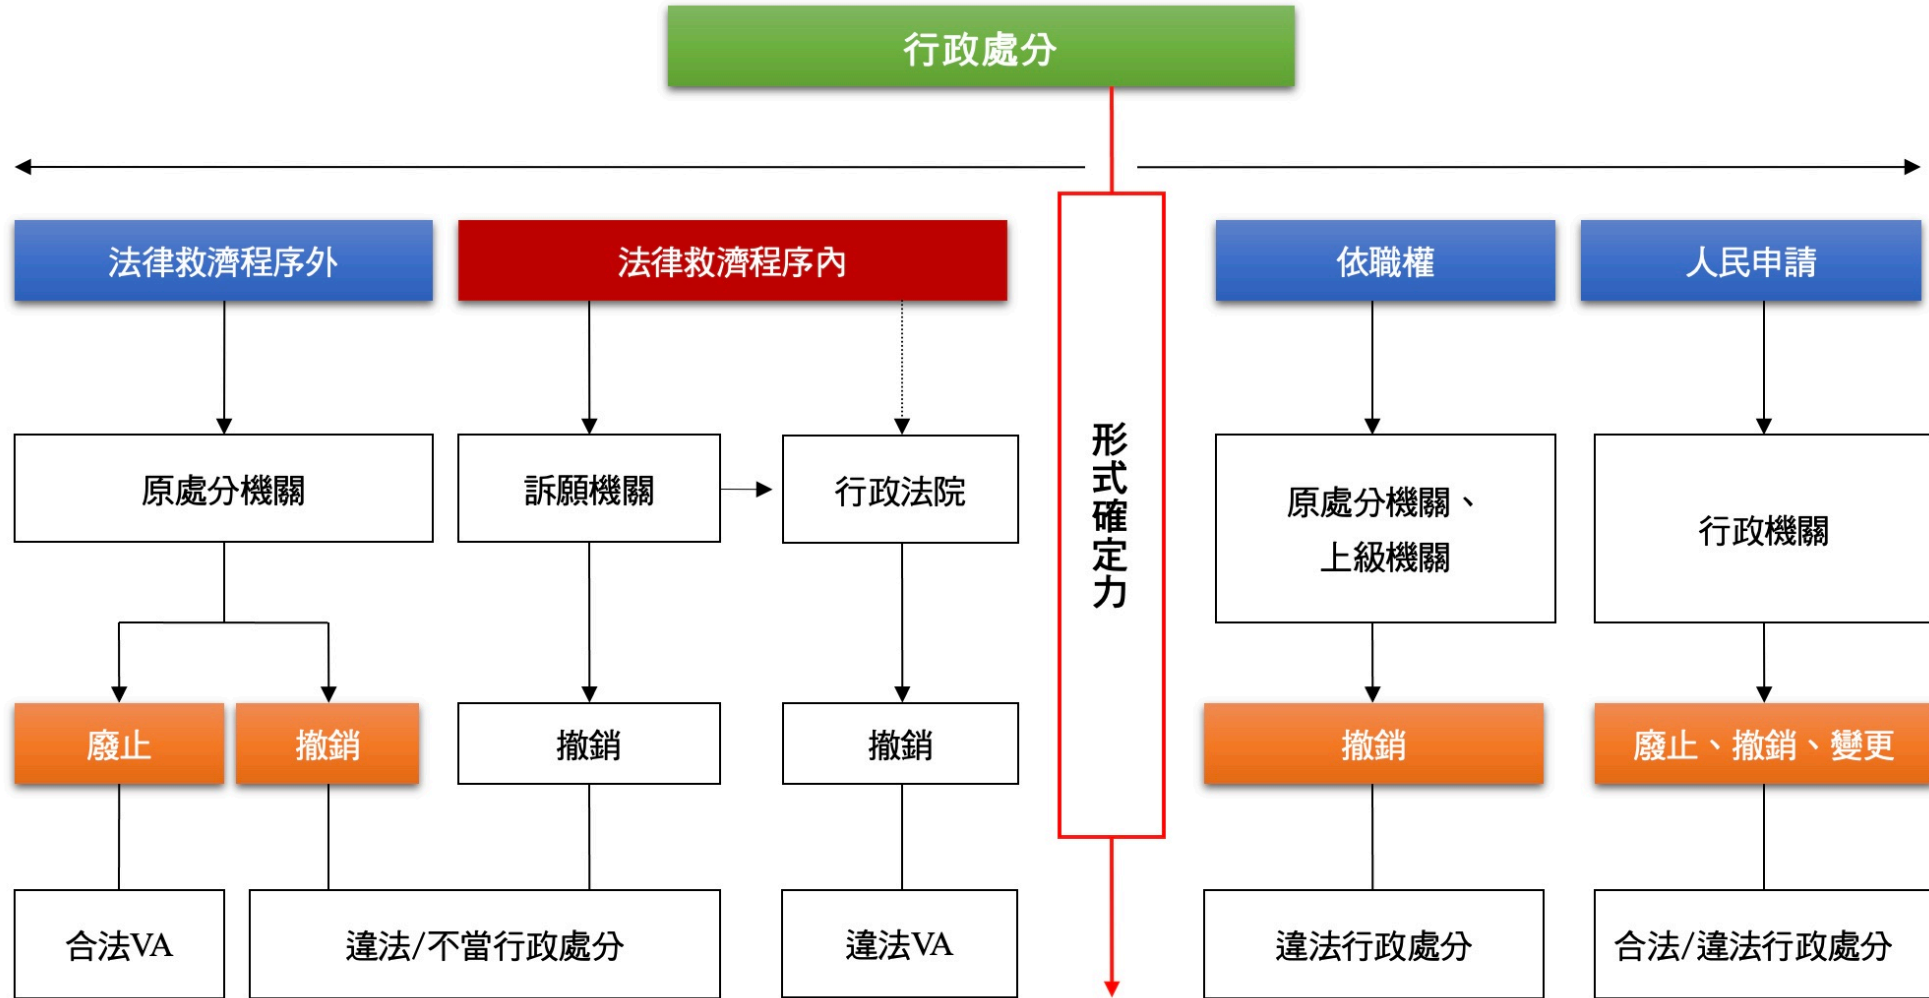 行政處分
法律救濟程序外
法律救濟程序內
依職權
人民申請
形式確定力
原處分機關
訴願機關
行政法院
原處分機關、
上級機關
行政機關
廢止
撤銷
撤銷
撤銷
撤銷
廢止、撤銷、變更
合法VA
違法/不當行政處分
違法VA
違法行政處分
合法/違法行政處分